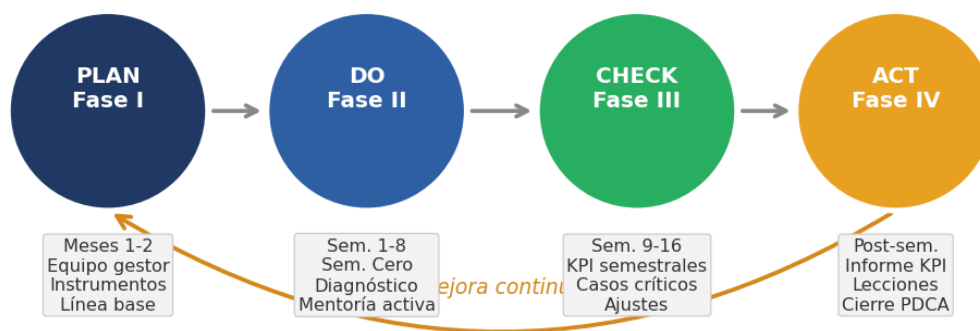 PLAN
Fase I
DO
Fase II
CHECK
Fase III
ACT
Fase IV
Meses 1-2
Equipo gestor
Instrumentos
Línea base
Sem. 1-8
Sem. Cero
Diagnóstico
Mentoría activa
Sem. 9-16
KPI semestrales
Casos críticos
Ajustes
Post-sem.
Informe KPI
Lecciones
Cierre PDCA